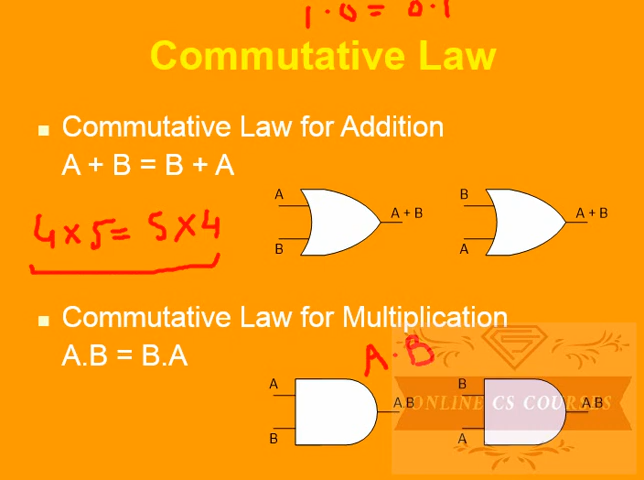 1 · 0 = 0 · 1
Commutative Law
Commutative Law for Addition
A + B = B + A
A
A + B
B
B
A + B
A
4 x 5 = 5 x 4
Commutative Law for Multiplication
A.B = B.A
A · B
A
A B
B
B
A B
A
ONLINE CS COURSES